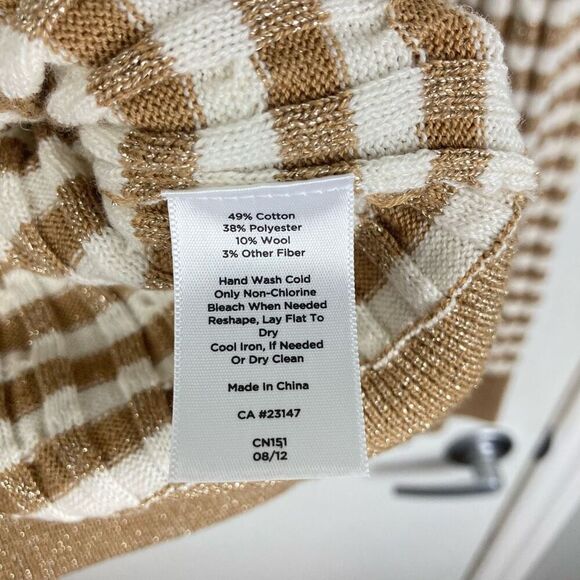 49% Cotton
38% Polyester
10% Wool
3% Other Fiber
Hand Wash Cold
Only Non-Chlorine
Bleach When Needed
Reshape, Lay Flat To
Dry
Cool Iron, If Needed
Or Dry Clean
Made In China
CA #23147
CN151
08/12